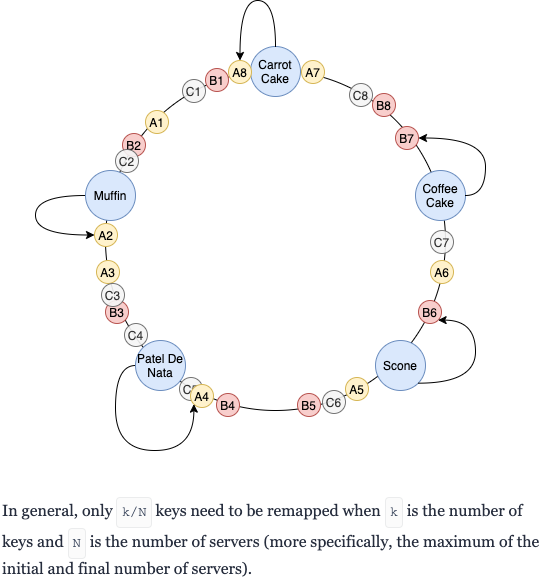 Carrot
Cake
A7
C8
B8
B7
Coffee
Cake
C7
A6
B6
Scone
A5
C6
B5
B4
A4
Patel De
Nata
C4
B3
C3
A3
A2
Muffin
C2
B2
A1
C1
B1
A8
In general, only k/N keys need to be remapped when k is the number of
keys and N is the number of servers (more specifically, the maximum of the
initial and final number of servers).